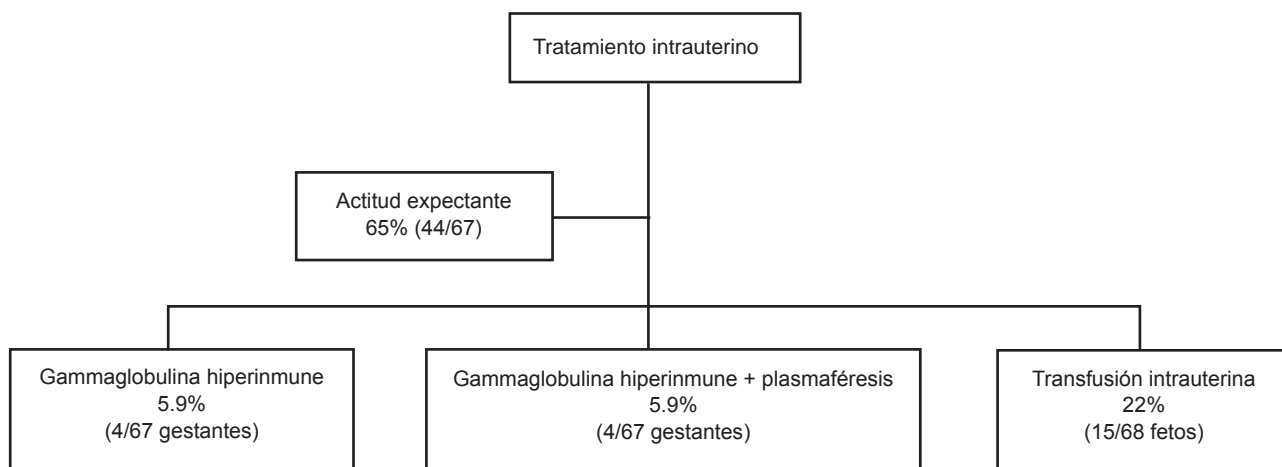 Tratamiento intrauterino
Actitud expectante
65% (44/67)
Gammaglobulina hiperinmune
5.9%
(4/67 gestantes)
Gammaglobulina hiperinmune + plasmaféresis
5.9%
(4/67 gestantes)
Transfusión intrauterina
22%
(15/68 fetos)